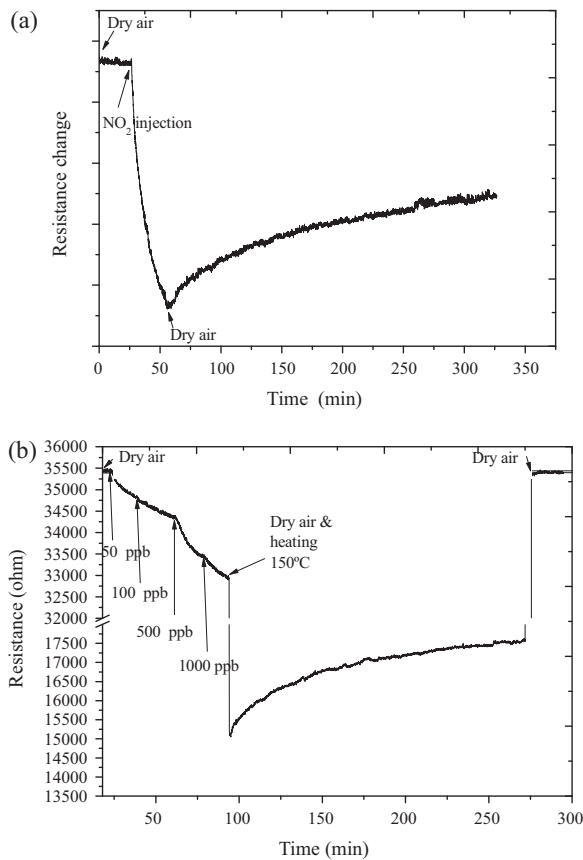 (a)
Dry air
NO2 injection
Dry air
Resistance change
0 50 100 150 200 250 300 350
Time (min)
(b)
36000
35500
35000
34500
34000
33500
33000
32500
32000
17500
17000
16500
16000
15500
15000
14500
14000
13500
Resistance (ohm)
Dry air
Dry air
50 ppb
100 ppb
500 ppb
1000 ppb
Dry air &
heating
150ºC
50 100 150 200 250 300
Time (min)